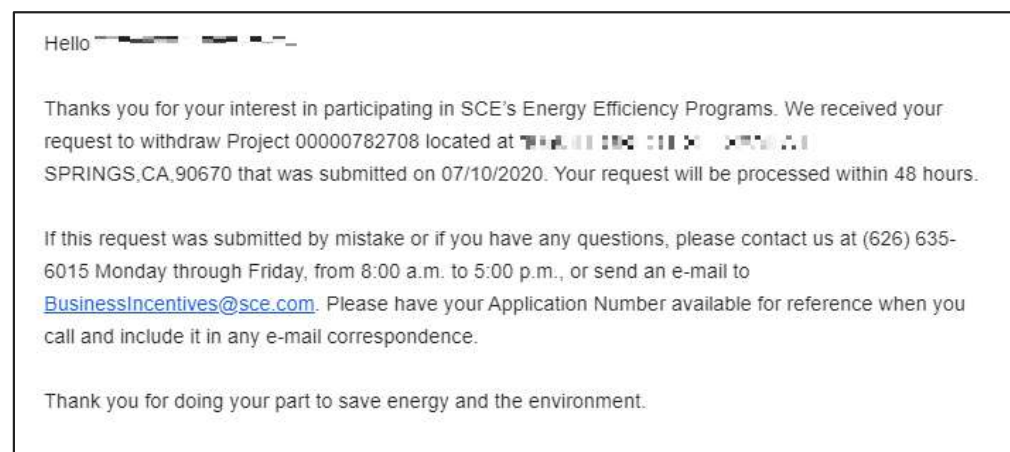 Hello
Thanks you for your interest in participating in SCE's Energy Efficiency Programs. We received your
request to withdraw Project 00000782708 located at
SPRINGS,CA,90670 that was submitted on 07/10/2020. Your request will be processed within 48 hours.
If this request was submitted by mistake or if you have any questions, please contact us at (626) 635-
6015 Monday through Friday, from 8:00 a.m. to 5:00 p.m., or send an e-mail to
BusinessIncentives@sce.com. Please have your Application Number available for reference when you
call and include it in any e-mail correspondence.
Thank you for doing your part to save energy and the environment.